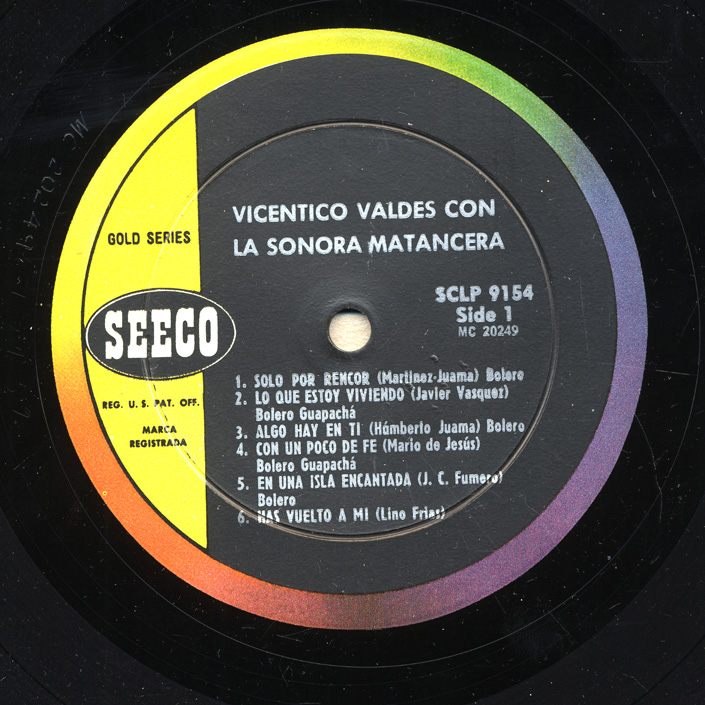 VICENTICO VALDES CON
LA SONORA MATANCERA
GOLD SERIES
SCLP 9154
Side 1
MC 20249
SEECO
REG. U. S. PAT. OFF.
MARCA
REGISTRADA
1. SOLO POR RENCOR (Martinez-Juama) Bolero
2. LO QUE ESTOY VIVIENDO (Javier Vasquez)
Bolero Guapachá
3. ALGO HAY EN TI (Húmberto Juama) Bolero
4. CON UN POCO DE FE (Mario de Jesús)
Bolero Guapachá
5. EN UNA ISLA ENCANTADA (J. C. Fumero)
Bolero
6. HAS VUELTO A MI (Lino Frias)